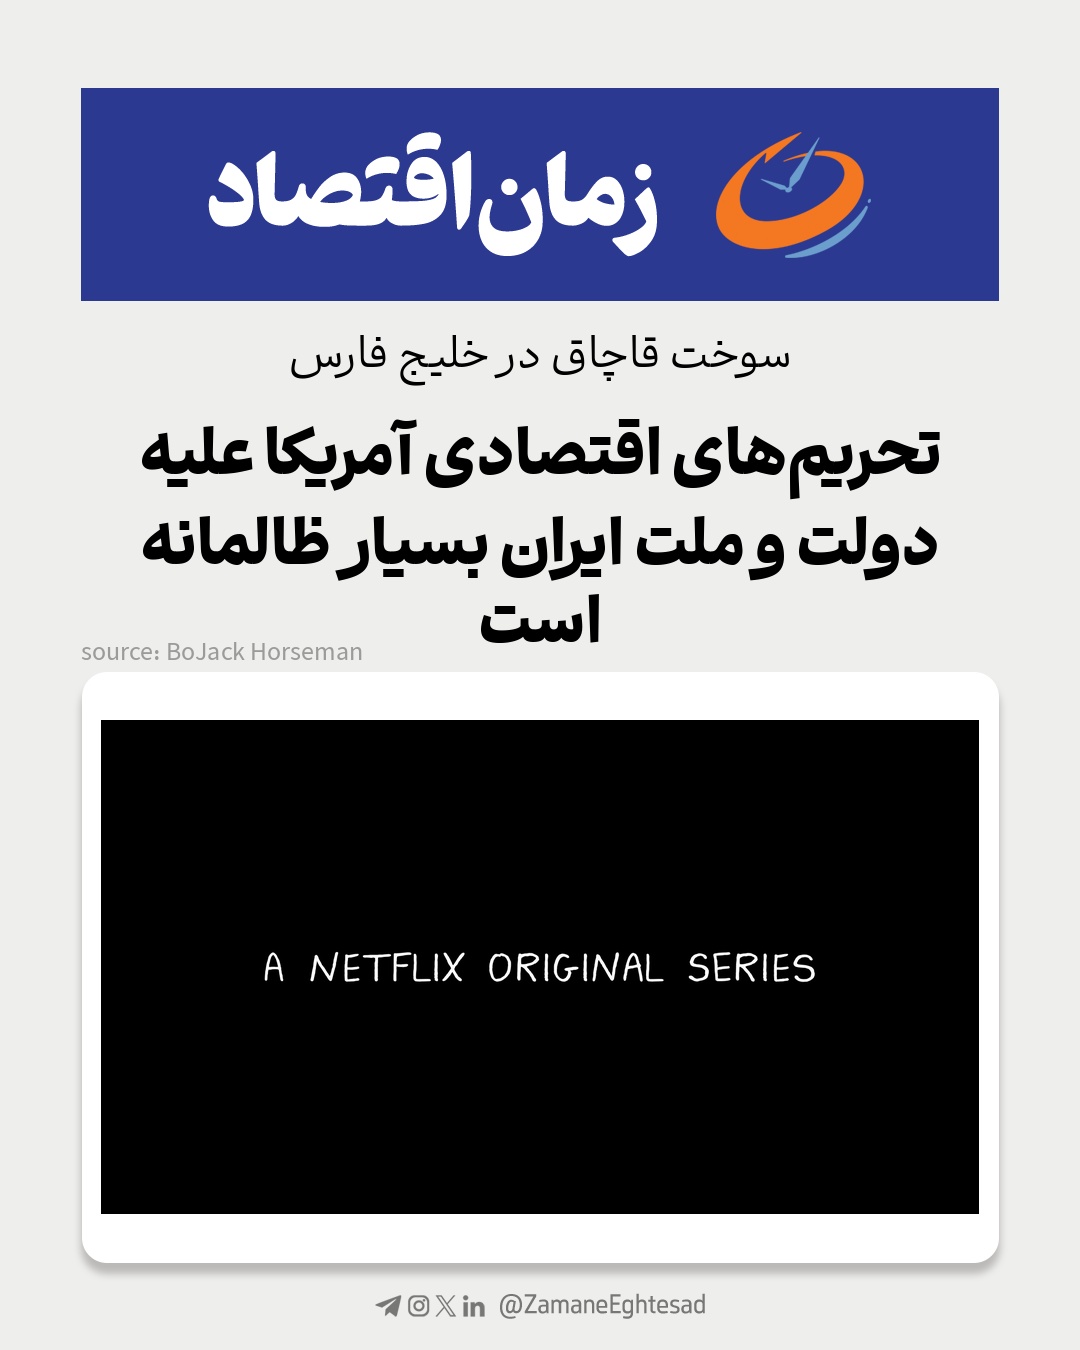 زمان‌اقتصاد
سوخت قاچاق در خلیج فارس
تحریم‌های اقتصادی آمریکا علیه
دولت و ملت ایران بسیار ظالمانه
است
source: BoJack Horseman
A NETFLIX ORIGINAL SERIES
@ZamaneEghtesad